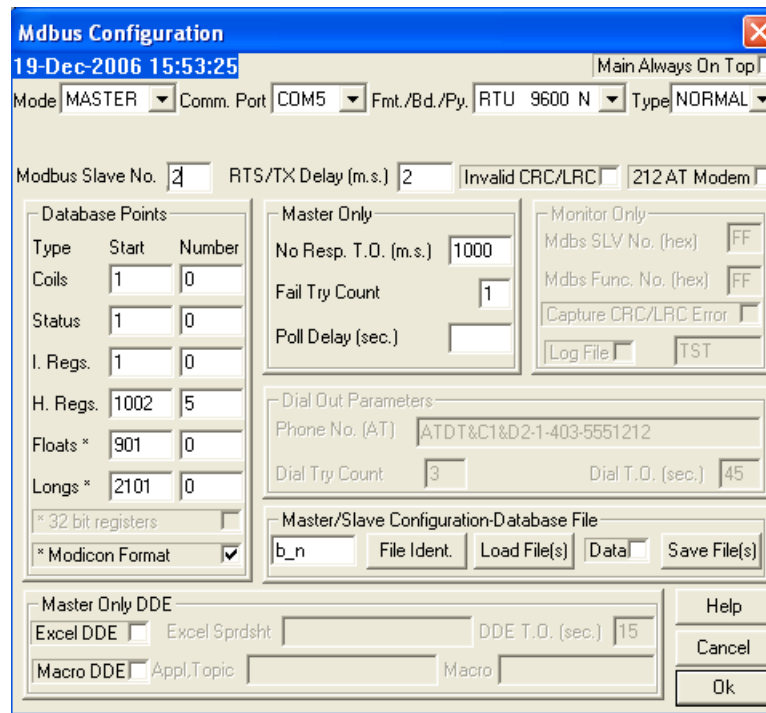 Mdbus Configuration
19-Dec-2006 15:53:25 Main Always On Top
Mode MASTER Comm. Port COM5 Fmt./Bd./Py. RTU 9600 N Type NORMAL
Modbus Slave No. 2 RTS/TX Delay (m.s.) 2 Invalid CRC/LRC 212 AT Modem
Database Points
Type Start Number
Coils 1 0
Status 1 0
I. Regs. 1 0
H. Regs. 1002 5
Floats * 901 0
Longs * 2101 0
* 32 bit registers
* Modicon Format
Master Only
No Resp. T.O. (m.s.) 1000
Fail Try Count 1
Poll Delay (sec.)
Monitor Only
Mdbs SLV No. (hex) FF
Mdbs Func. No. (hex) FF
Capture CRC/LRC Error
Log File TST
Dial Out Parameters
Phone No. (AT) ATDT&C1&D2-1-403-5551212
Dial Try Count 3 Dial T.O. (sec.) 45
Master/Slave Configuration-Database File
b_n File Ident. Load File(s) Data Save File(s)
Master Only DDE
Excel DDE Excel Sprdsht DDE T.O. (sec.) 15
Macro DDE Appl,Topic Macro
Help
Cancel
Ok